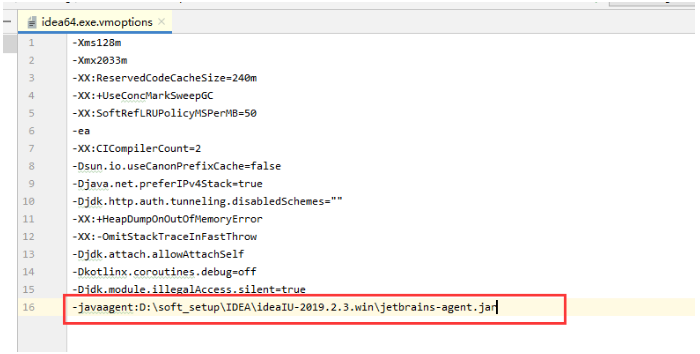 idea64.exe.vmoptions
1 -Xms128m
2 -Xmx2033m
3 -XX:ReservedCodeCacheSize=240m
4 -XX:+UseConcMarkSweepGC
5 -XX:SoftRefLRUPolicyMSPerMB=50
6 -ea
7 -XX:CICompilerCount=2
8 -Dsun.io.useCanonPrefixCache=false
9 -Djava.net.preferIPv4Stack=true
10 -Djdk.http.auth.tunneling.disabledSchemes=""
11 -XX:+HeapDumpOnOutOfMemoryError
12 -XX:-OmitStackTraceInFastThrow
13 -Djdk.attach.allowAttachSelf
14 -Dkotlinx.coroutines.debug=off
15 -Djdk.module.illegalAccess.silent=true
16 -javaagent:D:\soft_setup\IDEA\ideaIU-2019.2.3.win\jetbrains-agent.jar